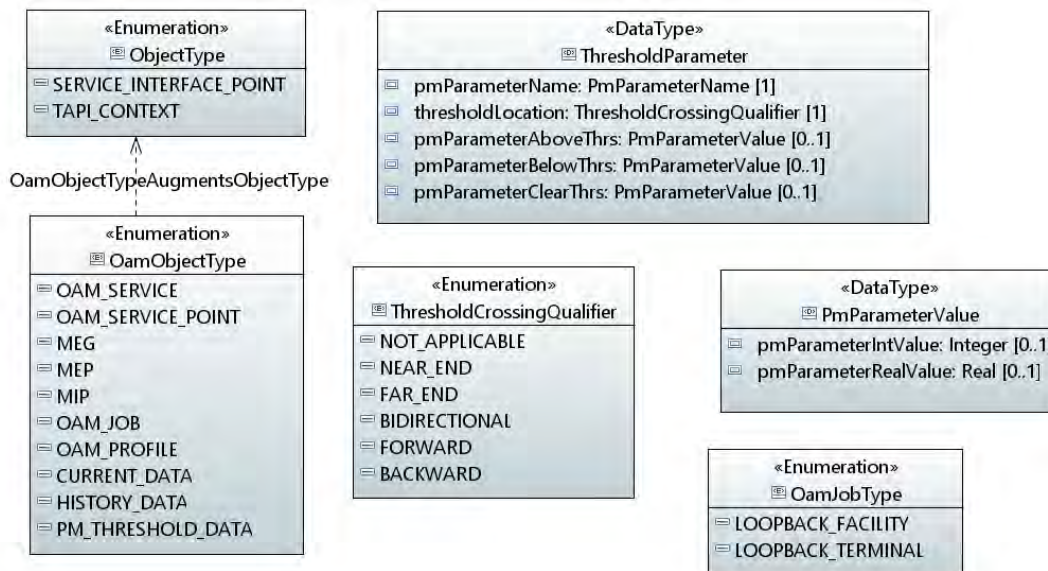 «Enumeration»
ObjectType
SERVICE_INTERFACE_POINT
TAPI_CONTEXT
OamObjectTypeAugmentsObjectType
«Enumeration»
OamObjectType
OAM_SERVICE
OAM_SERVICE_POINT
MEG
MEP
MIP
OAM_JOB
OAM_PROFILE
CURRENT_DATA
HISTORY_DATA
PM_THRESHOLD_DATA
«DataType»
ThresholdParameter
pmParameterName: PmParameterName [1]
thresholdLocation: ThresholdCrossingQualifier [1]
pmParameterAboveThrs: PmParameterValue [0..1]
pmParameterBelowThrs: PmParameterValue [0..1]
pmParameterClearThrs: PmParameterValue [0..1]
«Enumeration»
ThresholdCrossingQualifier
NOT_APPLICABLE
NEAR_END
FAR_END
BIDIRECTIONAL
FORWARD
BACKWARD
«DataType»
PmParameterValue
pmParameterIntValue: Integer [0..1
pmParameterRealValue: Real [0..1]
«Enumeration»
OamJobType
LOOPBACK_FACILITY
LOOPBACK_TERMINAL